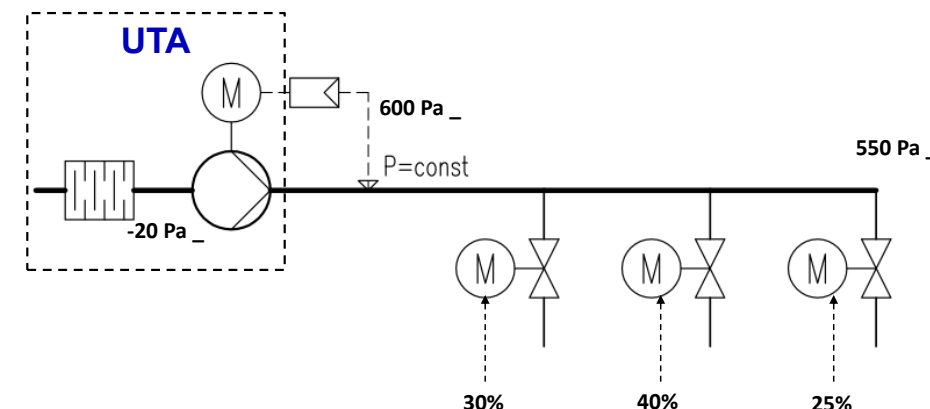 UTA
M
600 Pa _
P=const
550 Pa _
-20 Pa _
M
M
M
30%
40%
25%